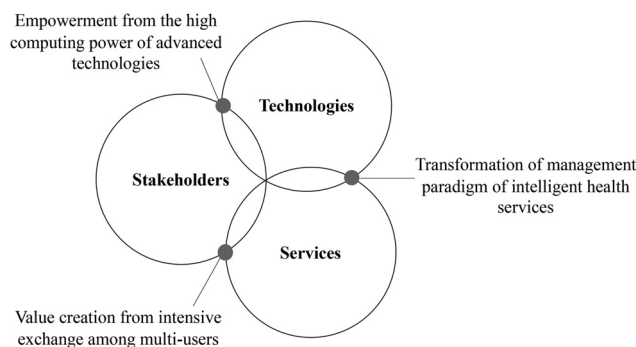 Empowerment from the high
computing power of advanced
technologies
Technologies
Stakeholders
Transformation of management
paradigm of intelligent health
services
Services
Value creation from intensive
exchange among multi-users